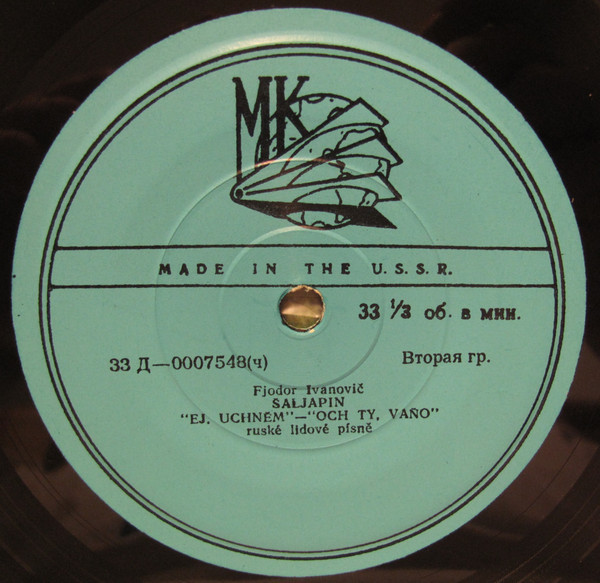 МК
MADE IN THE U.S.S.R.
33 1/3 об. в мин.
33 Д—0007548(ч)
Вторая гр.
Fjodor Ivanovič
SALJAPIN
"EJ, UCHNĚM"—"OCH TY, VAŇO"
ruské lidové písně